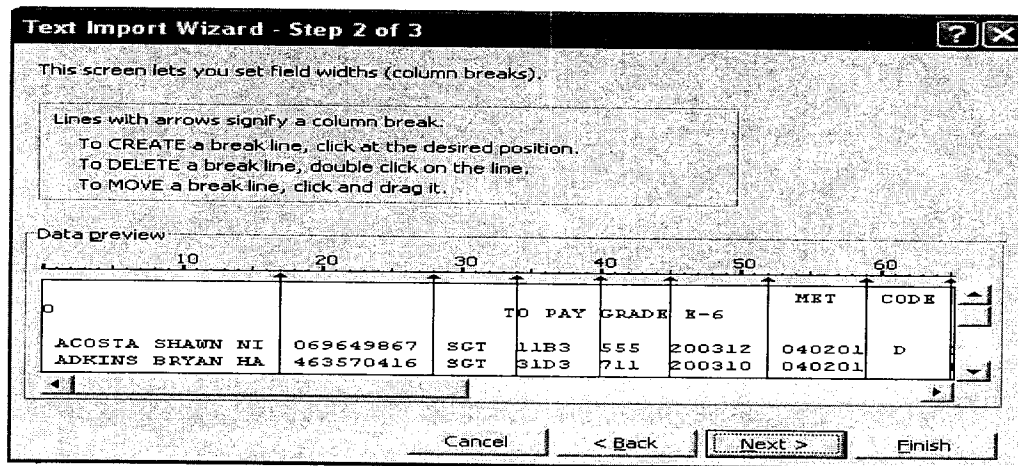 Text Import Wizard - Step 2 of 3
This screen lets you set field widths (column breaks).
Lines with arrows signify a column break.
To CREATE a break line, click at the desired position.
To DELETE a break line, double click on the line.
To MOVE a break line, click and drag it.
Data preview
10 20 30 40 50 60
MET CODE
O TO PAY GRADE E-6
ACOSTA SHAWN NI 069649867 SGT 11B3 555 200312 040201 D
ADKINS BRYAN HA 463570416 SGT 31D3 711 200310 040201
Cancel < Back Next > Finish